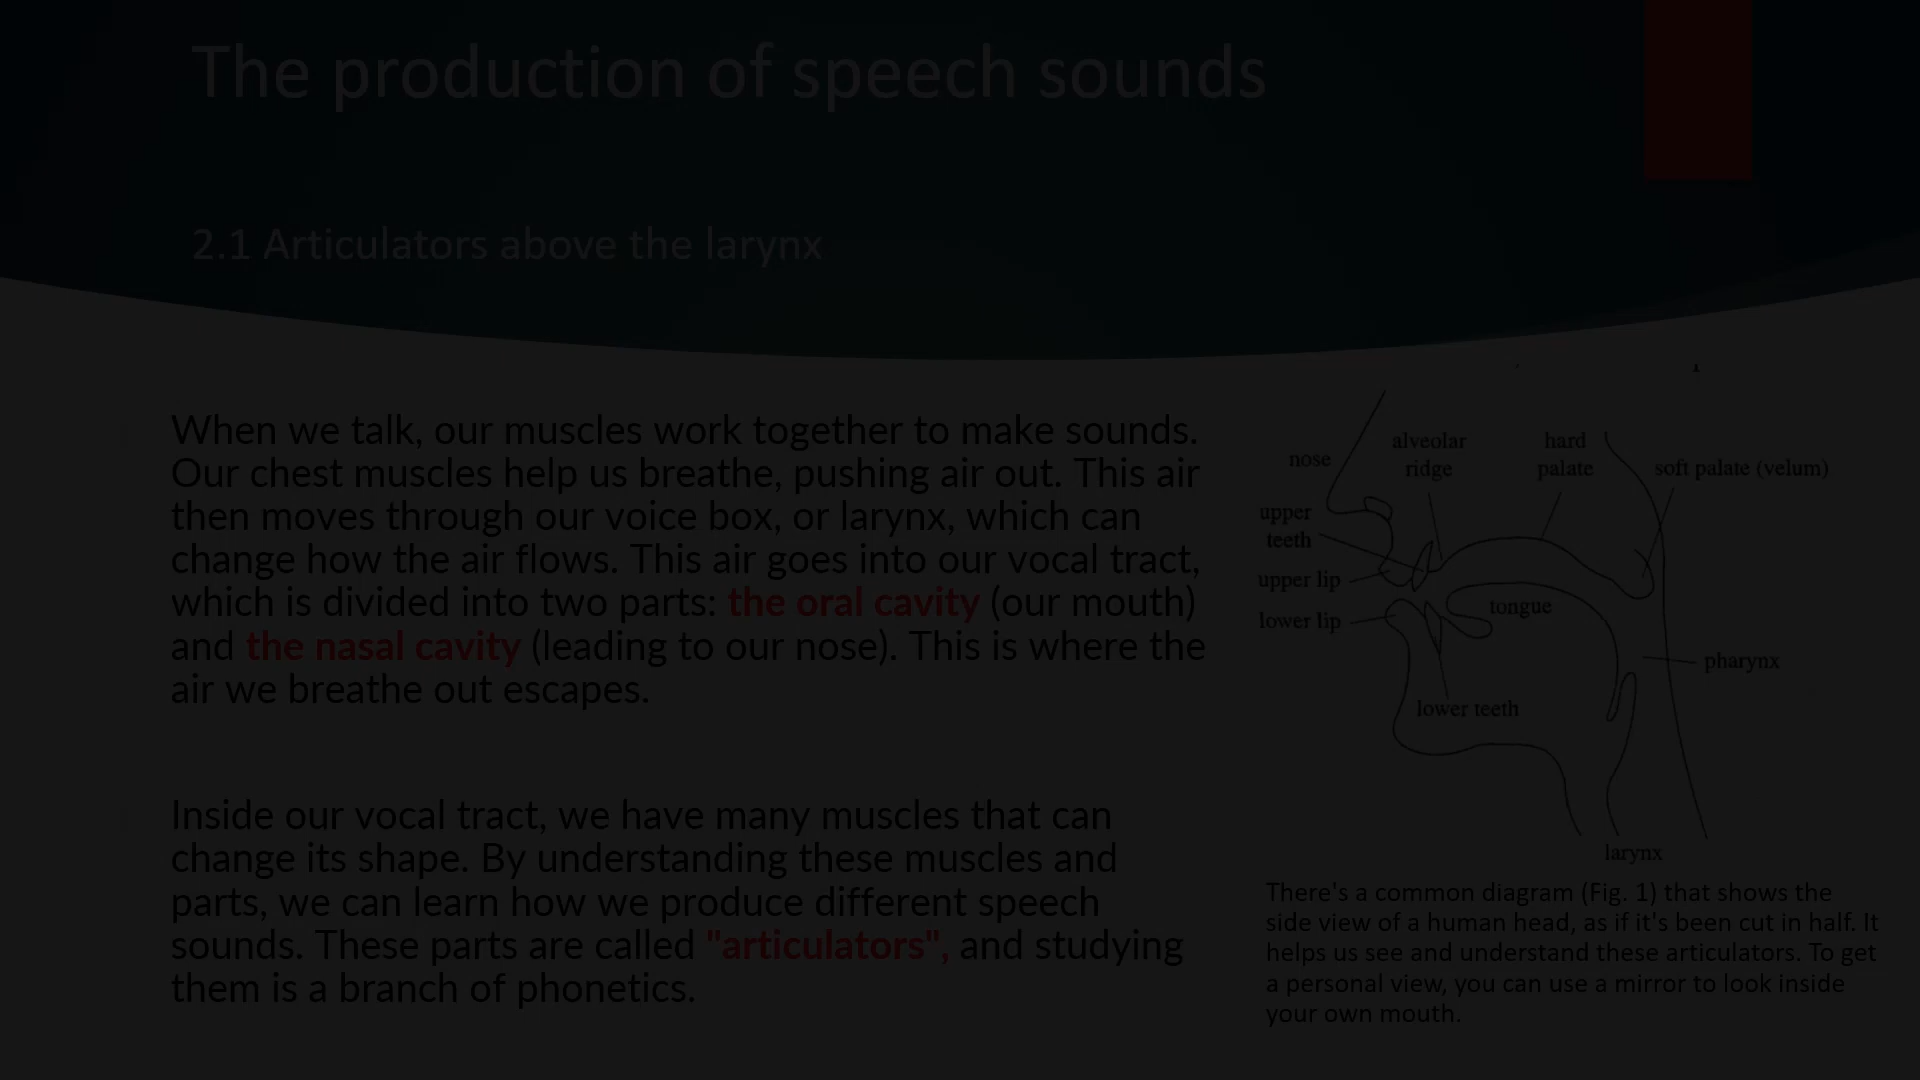 The production of speech sounds
2.1 Articulators above the larynx
When we talk, our muscles work together to make sounds.
Our chest muscles help us breathe, pushing air out. This air
then moves through our voice box, or larynx, which can
change how the air flows. This air goes into our vocal tract,
which is divided into two parts: the oral cavity (our mouth)
and the nasal cavity (leading to our nose). This is where the
air we breathe out escapes.
Inside our vocal tract, we have many muscles that can
change its shape. By understanding these muscles and
parts, we can learn how we produce different speech
sounds. These parts are called "articulators", and studying
them is a branch of phonetics.
nose
alveolar
ridge
hard
palate
soft palate (velum)
upper
teeth
upper lip
lower lip
tongue
pharynx
lower teeth
larynx
There's a common diagram (Fig. 1) that shows the
side view of a human head, as if it's been cut in half. It
helps us see and understand these articulators. To get
a personal view, you can use a mirror to look inside
your own mouth.